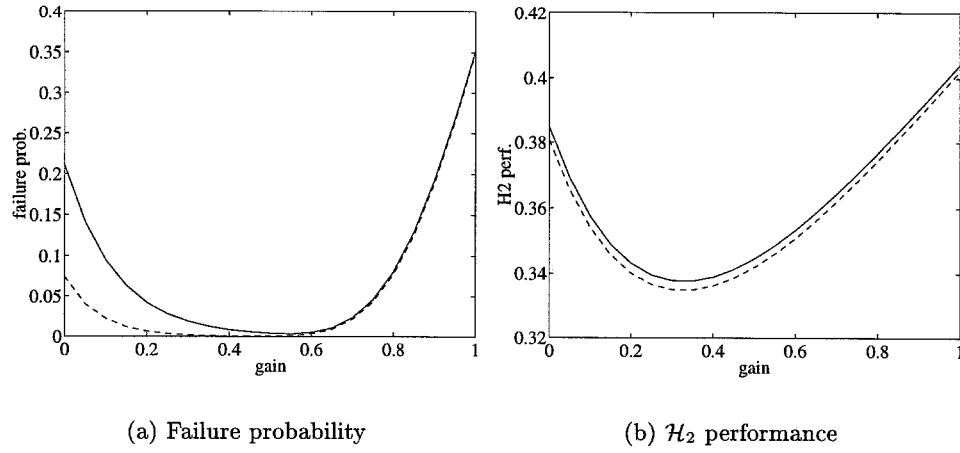 0.4
0.35
0.3
0.25
0.2
0.15
0.1
0.05
0
failure prob.
0 0.2 0.4 0.6 0.8 1
gain
(a) Failure probability
0.42
0.4
0.38
0.36
0.34
0.32
H2 perf.
0 0.2 0.4 0.6 0.8 1
gain
(b) H₂ performance